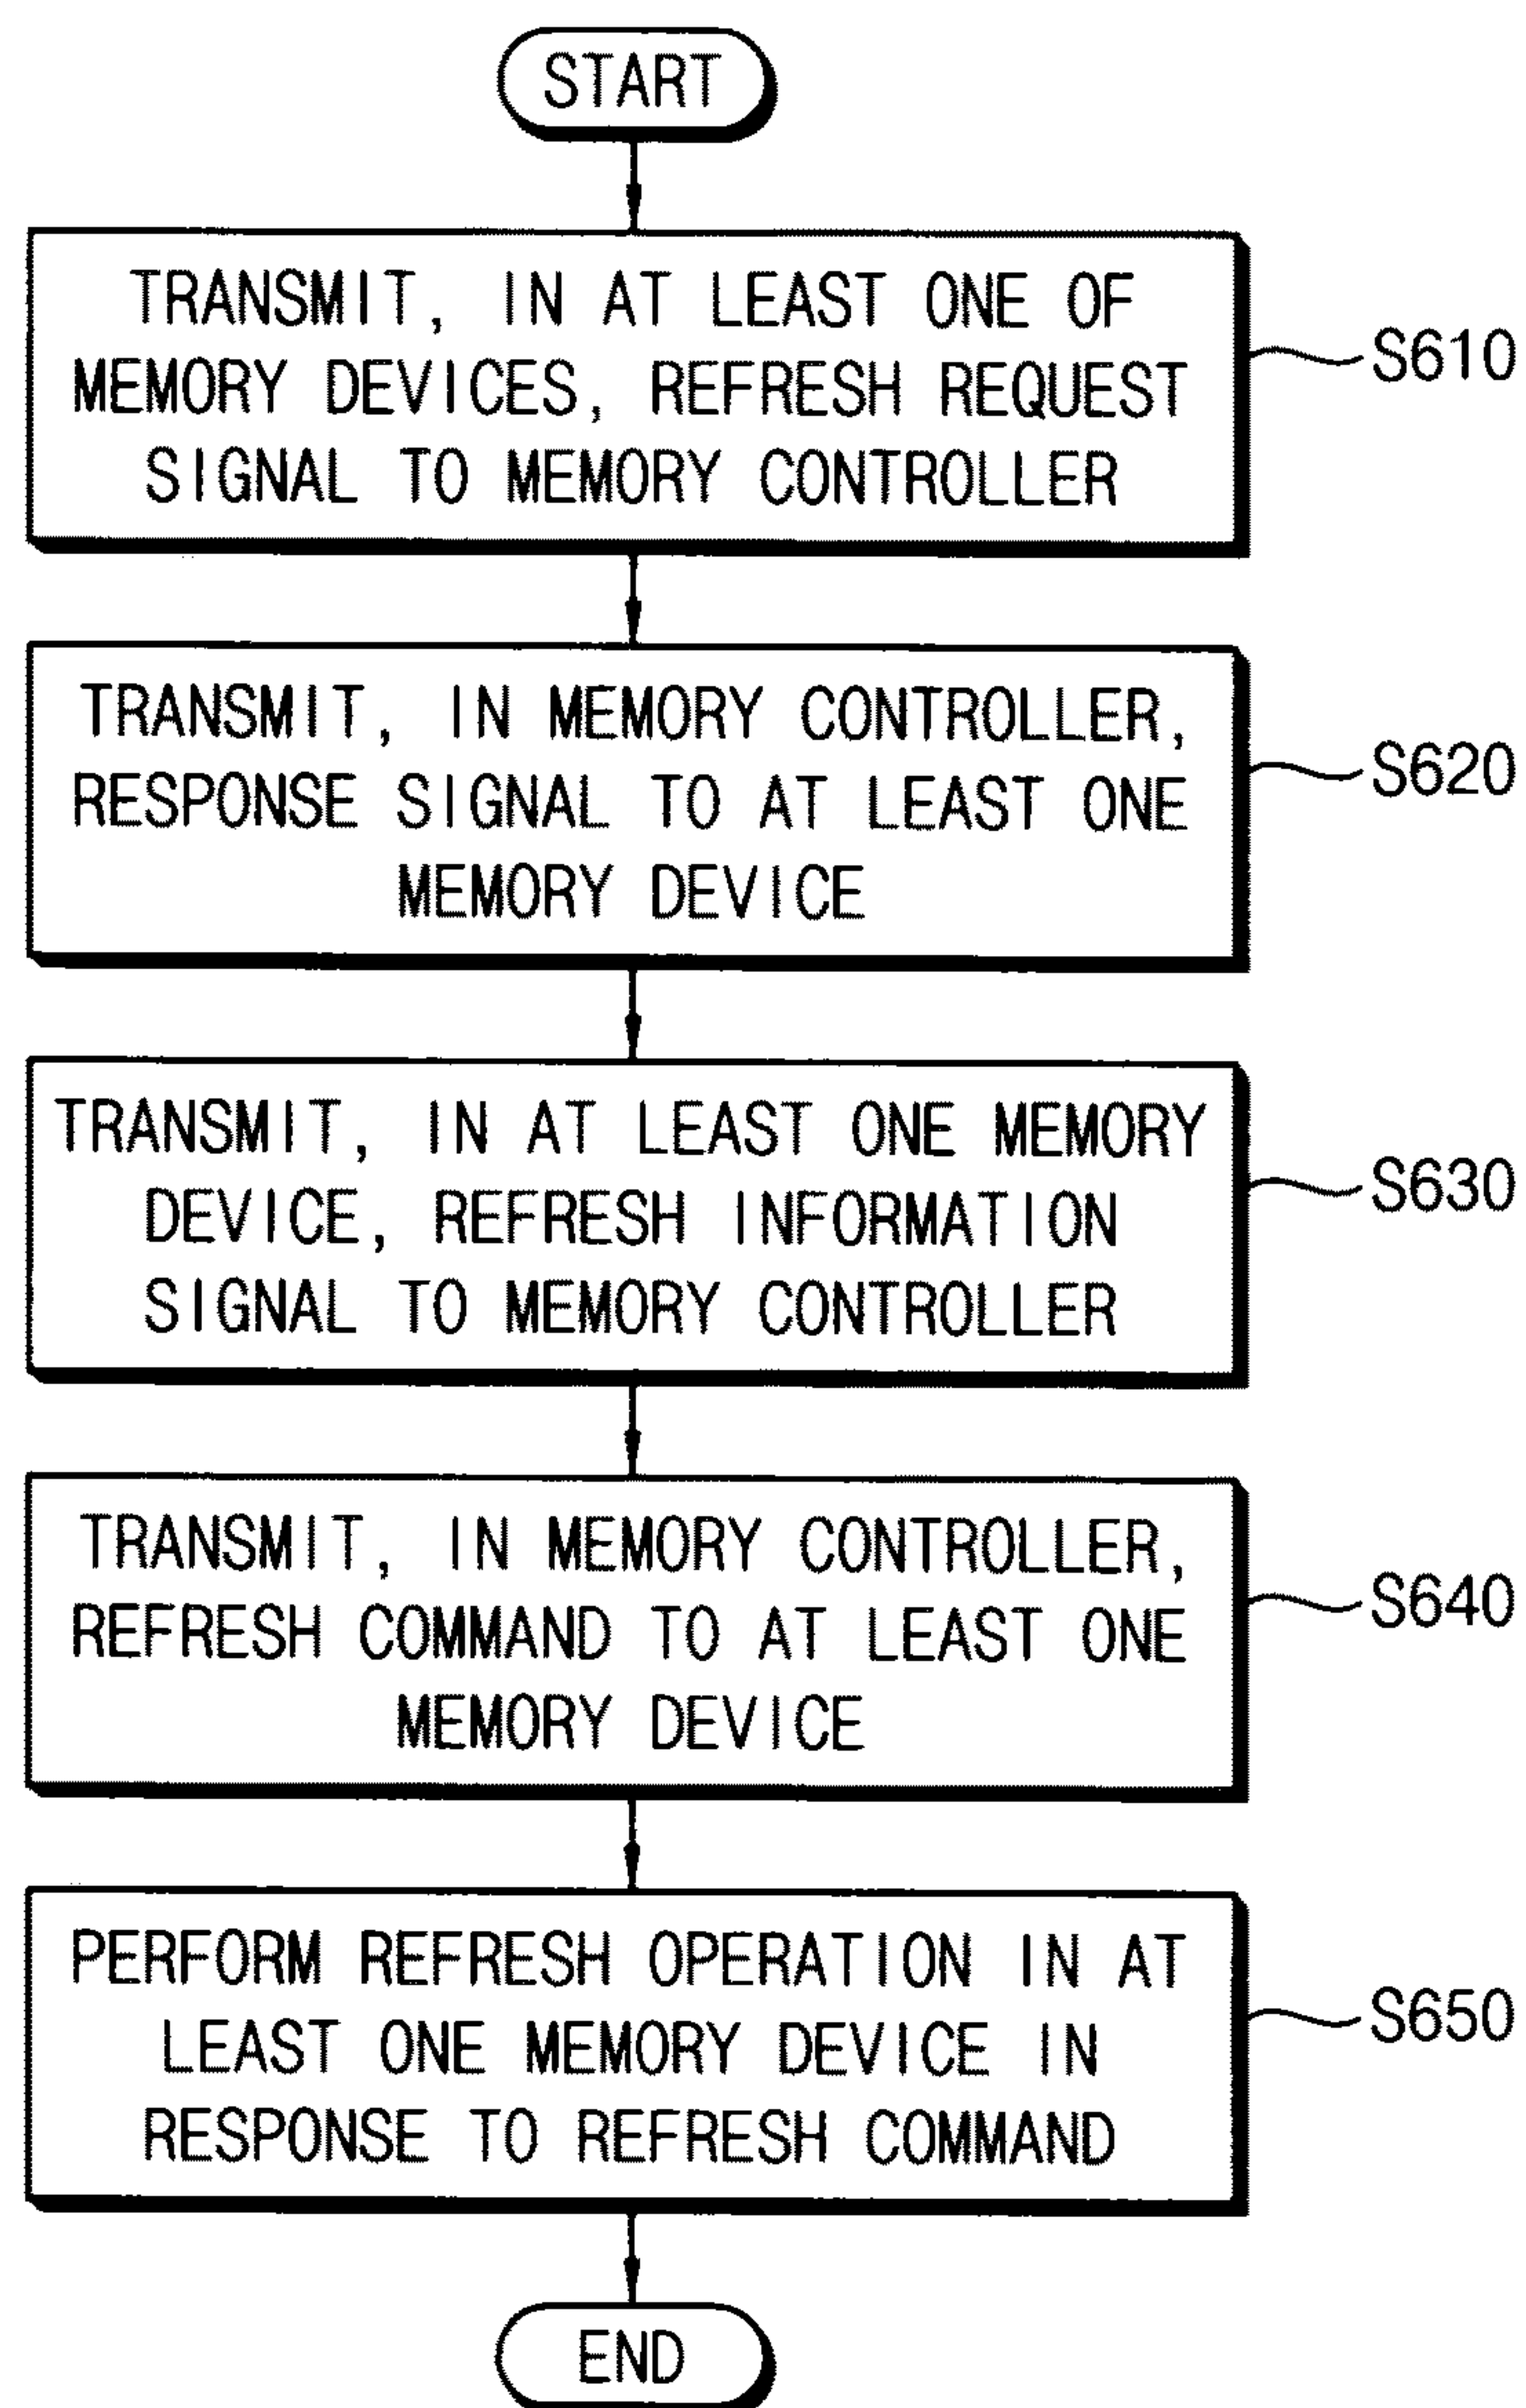 START
TRANSMIT, IN AT LEAST ONE OF
MEMORY DEVICES, REFRESH REQUEST
SIGNAL TO MEMORY CONTROLLER
S610
TRANSMIT, IN MEMORY CONTROLLER,
RESPONSE SIGNAL TO AT LEAST ONE
MEMORY DEVICE
S620
TRANSMIT, IN AT LEAST ONE MEMORY
DEVICE, REFRESH INFORMATION
SIGNAL TO MEMORY CONTROLLER
S630
TRANSMIT, IN MEMORY CONTROLLER,
REFRESH COMMAND TO AT LEAST ONE
MEMORY DEVICE
S640
PERFORM REFRESH OPERATION IN AT
LEAST ONE MEMORY DEVICE IN
RESPONSE TO REFRESH COMMAND
S650
END